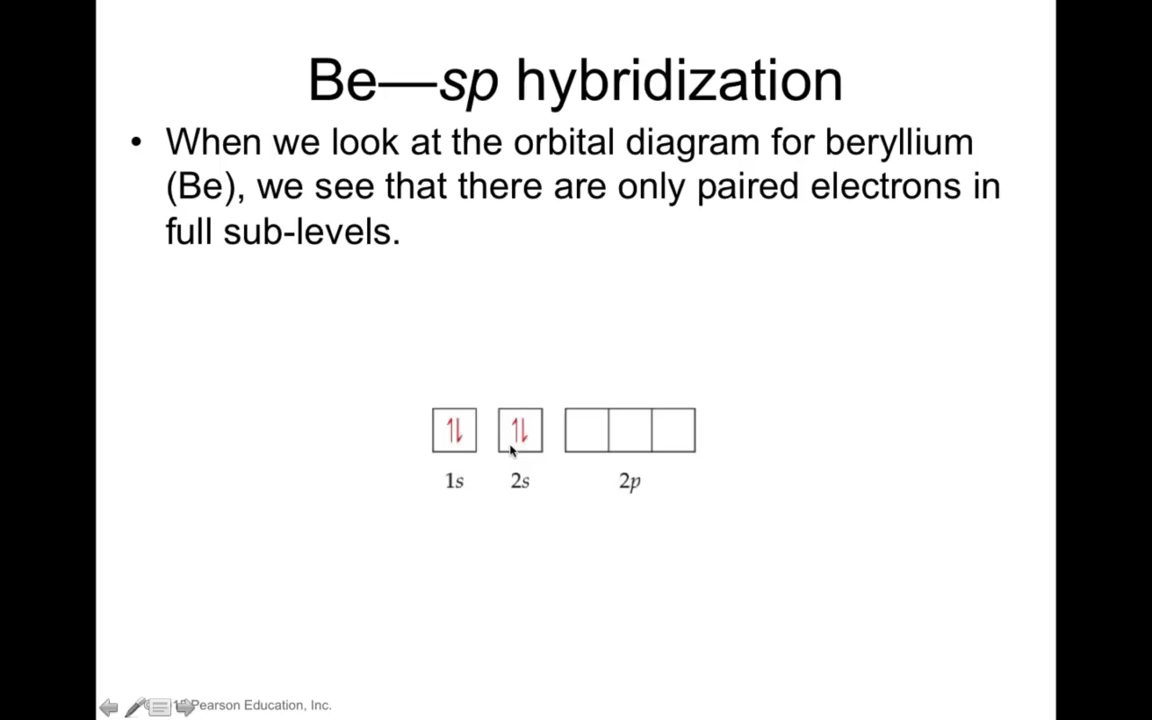 Be—sp hybridization
• When we look at the orbital diagram for beryllium
(Be), we see that there are only paired electrons in
full sub-levels.
1s 2s 2p
Pearson Education, Inc.